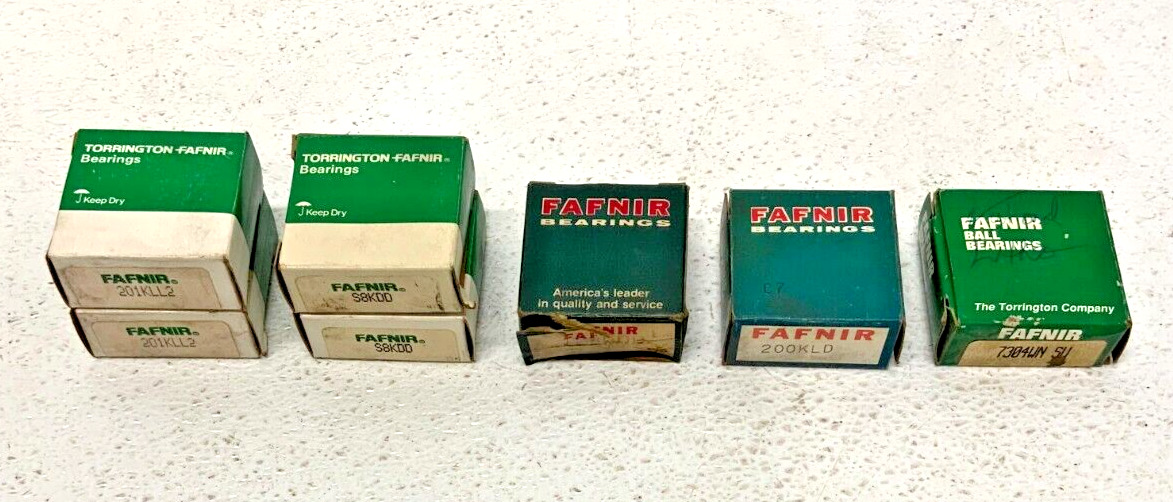 TORRINGTON FAFNIR®
Bearings
Keep Dry
FAFNIR®
201KLL2
FAFNIR®
201KLL2
TORRINGTON FAFNIR®
Bearings
Keep Dry
FAFNIR®
S8KDD
FAFNIR®
S8KDD
FAFNIR
BEARINGS
America's leader
in quality and service
FAFNIR
FAFNIR
BEARINGS
FAFNIR
200KLD
FAFNIR
BALL
BEARINGS
The Torrington Company
FAFNIR
7304WN SU